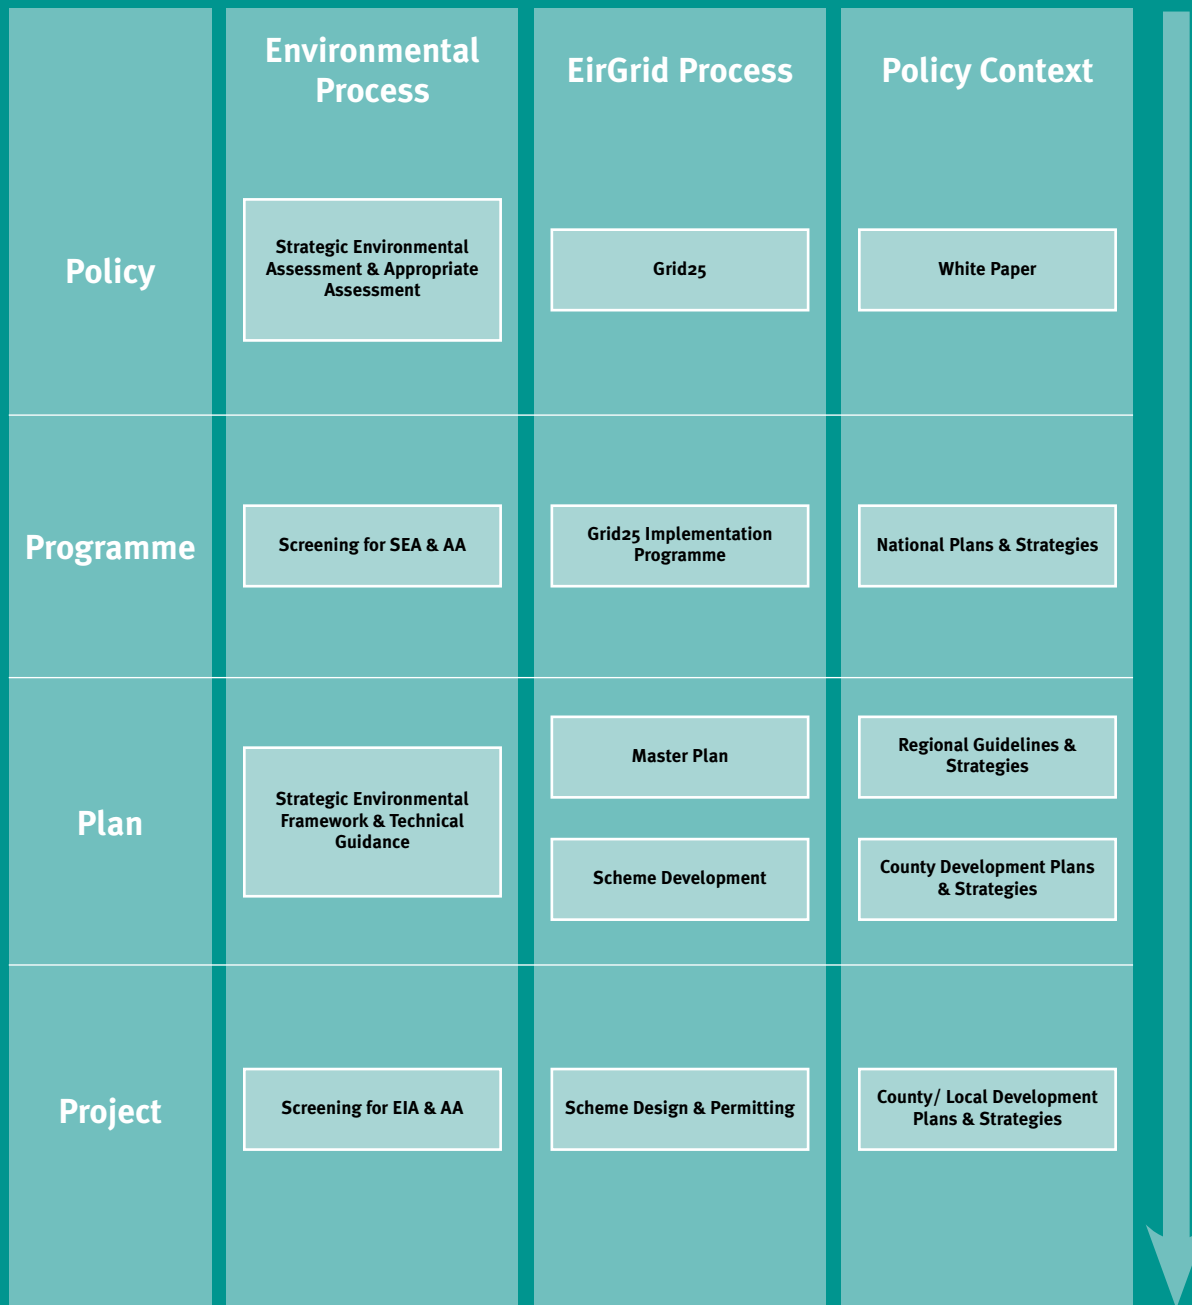 Environmental
Process
EirGrid Process
Policy Context
Policy
Strategic Environmental
Assessment & Appropriate
Assessment
Grid25
White Paper
Programme
Screening for SEA & AA
Grid25 Implementation
Programme
National Plans & Strategies
Plan
Strategic Environmental
Framework & Technical
Guidance
Master Plan
Regional Guidelines &
Strategies
Scheme Development
County Development Plans
& Strategies
Project
Screening for EIA & AA
Scheme Design & Permitting
County/ Local Development
Plans & Strategies